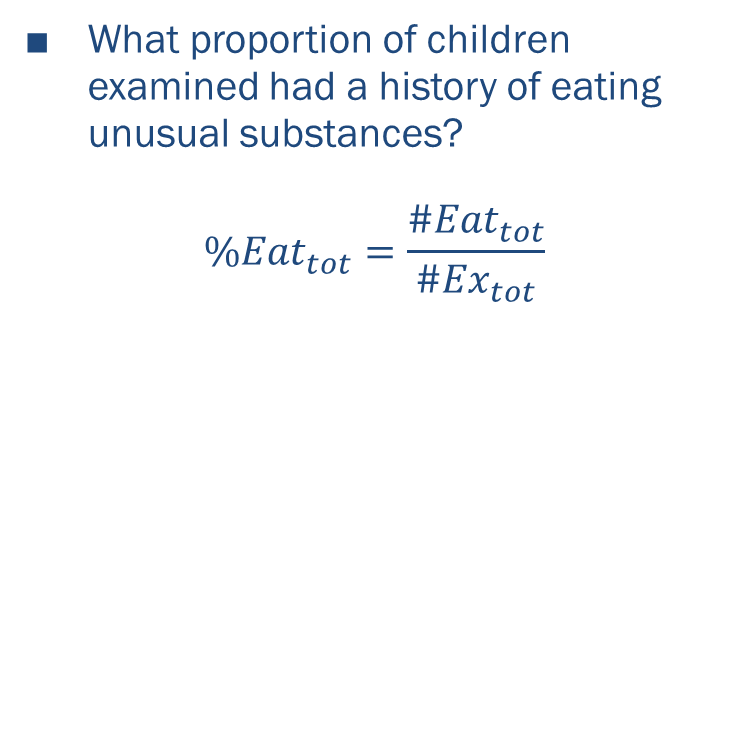 ■ What proportion of children
examined had a history of eating
unusual substances?
%Eat_tot = #Eat_tot / #Ex_tot